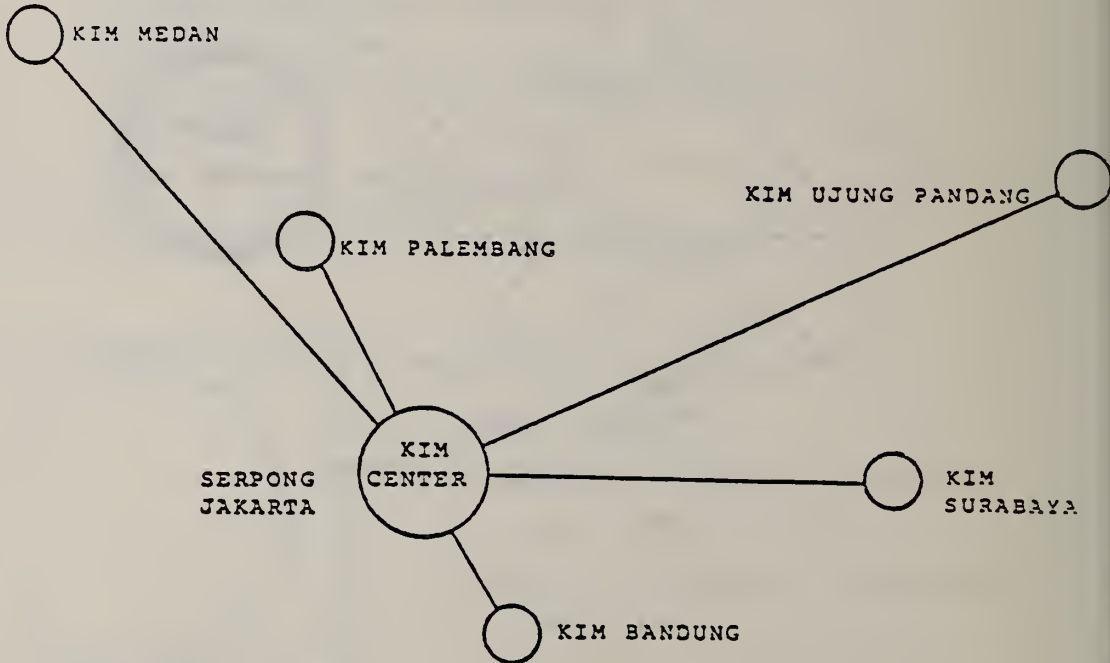 KIM MEDAN
KIM UJUNG PANDANG
KIM PALEMBANG
KIM
CENTER
SERPONG
JAKARTA
KIM
SURABAYA
KIM BANDUNG